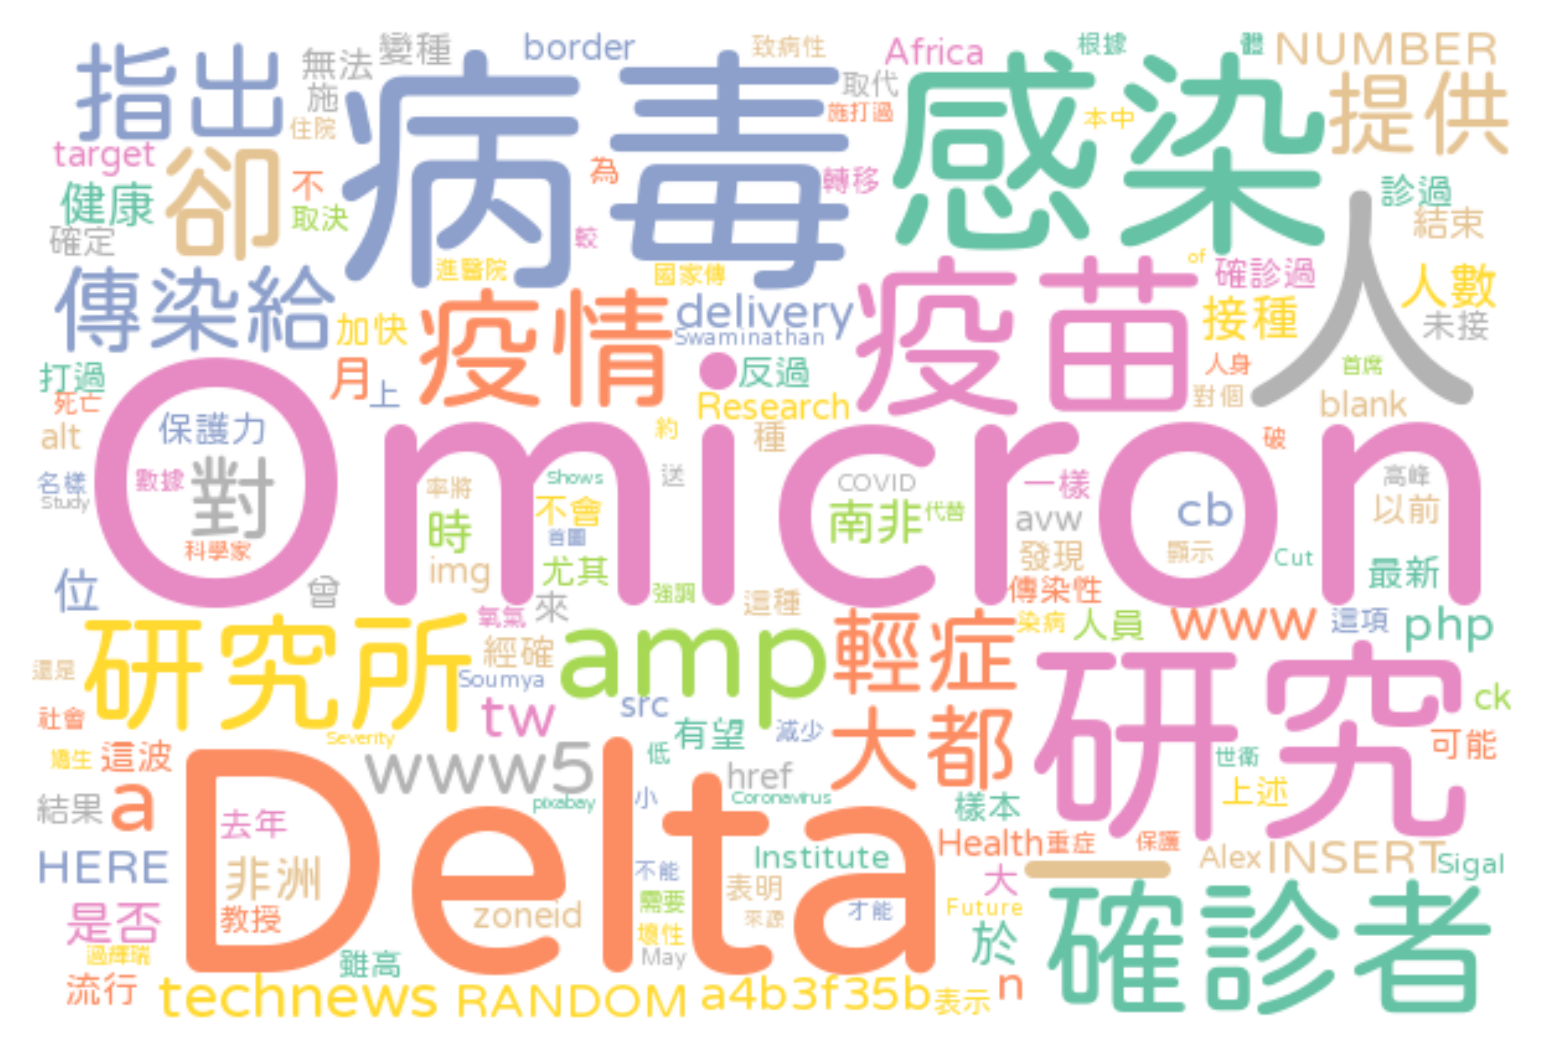 指出 無法 變種 border 致病性 Africa 根據 體 NUMBER
施 病毒 取代 感染 提供
target 住院 施打過 本中
卻 不 為 轉移 診過
健康 取決 人
確定 較 結束
傳染給 進醫院 國家傳 of 確診過 人數
加快 疫情 delivery 疫苗 接種 未接
Swaminathan
打過 月 上 反過 人身 首席
死亡 Research 對個 blank
alt 保護力 約 種 破
Omicron
名樣 數據 對 率將 Shows 送 COVID 一樣 高峰
Study 不會 南非 代替 avw cb 以前
科學家 時 首圖 發現 顯示 Cut
位 曾 img 尤其 強調 傳染性 最新
氧氣 來 這種 染病 人員 www 這項 php
研究所 經確 amp 輕症 研究
還是 Soumya ck
社會 tw src 有望 減少 大都 可能
Severity 低 世衛
這波 www5 href 上述
結果 a 去年 pixabay 小 Coronavirus 樣本
Delta
Institute Health 重症 保護
HERE 非洲 不能 表明 大 一 Alex INSERT Sigal
是否 教授 zoneid 需要 來源 才能 Future 確診者
過輝瑞 雖高 壞性 May 於
流行 technews RANDOM a4b3f35b 表示 n